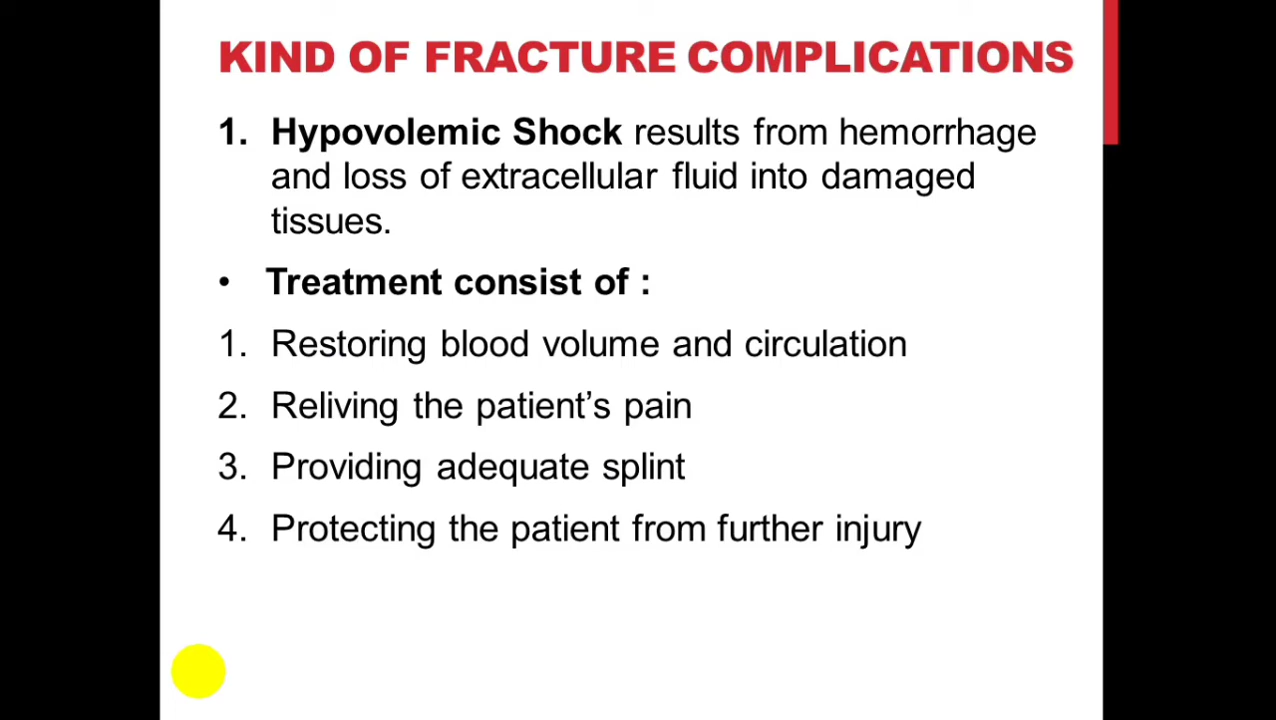 KIND OF FRACTURE COMPLICATIONS
1. Hypovolemic Shock results from hemorrhage
and loss of extracellular fluid into damaged
tissues.
• Treatment consist of :
1. Restoring blood volume and circulation
2. Reliving the patient’s pain
3. Providing adequate splint
4. Protecting the patient from further injury